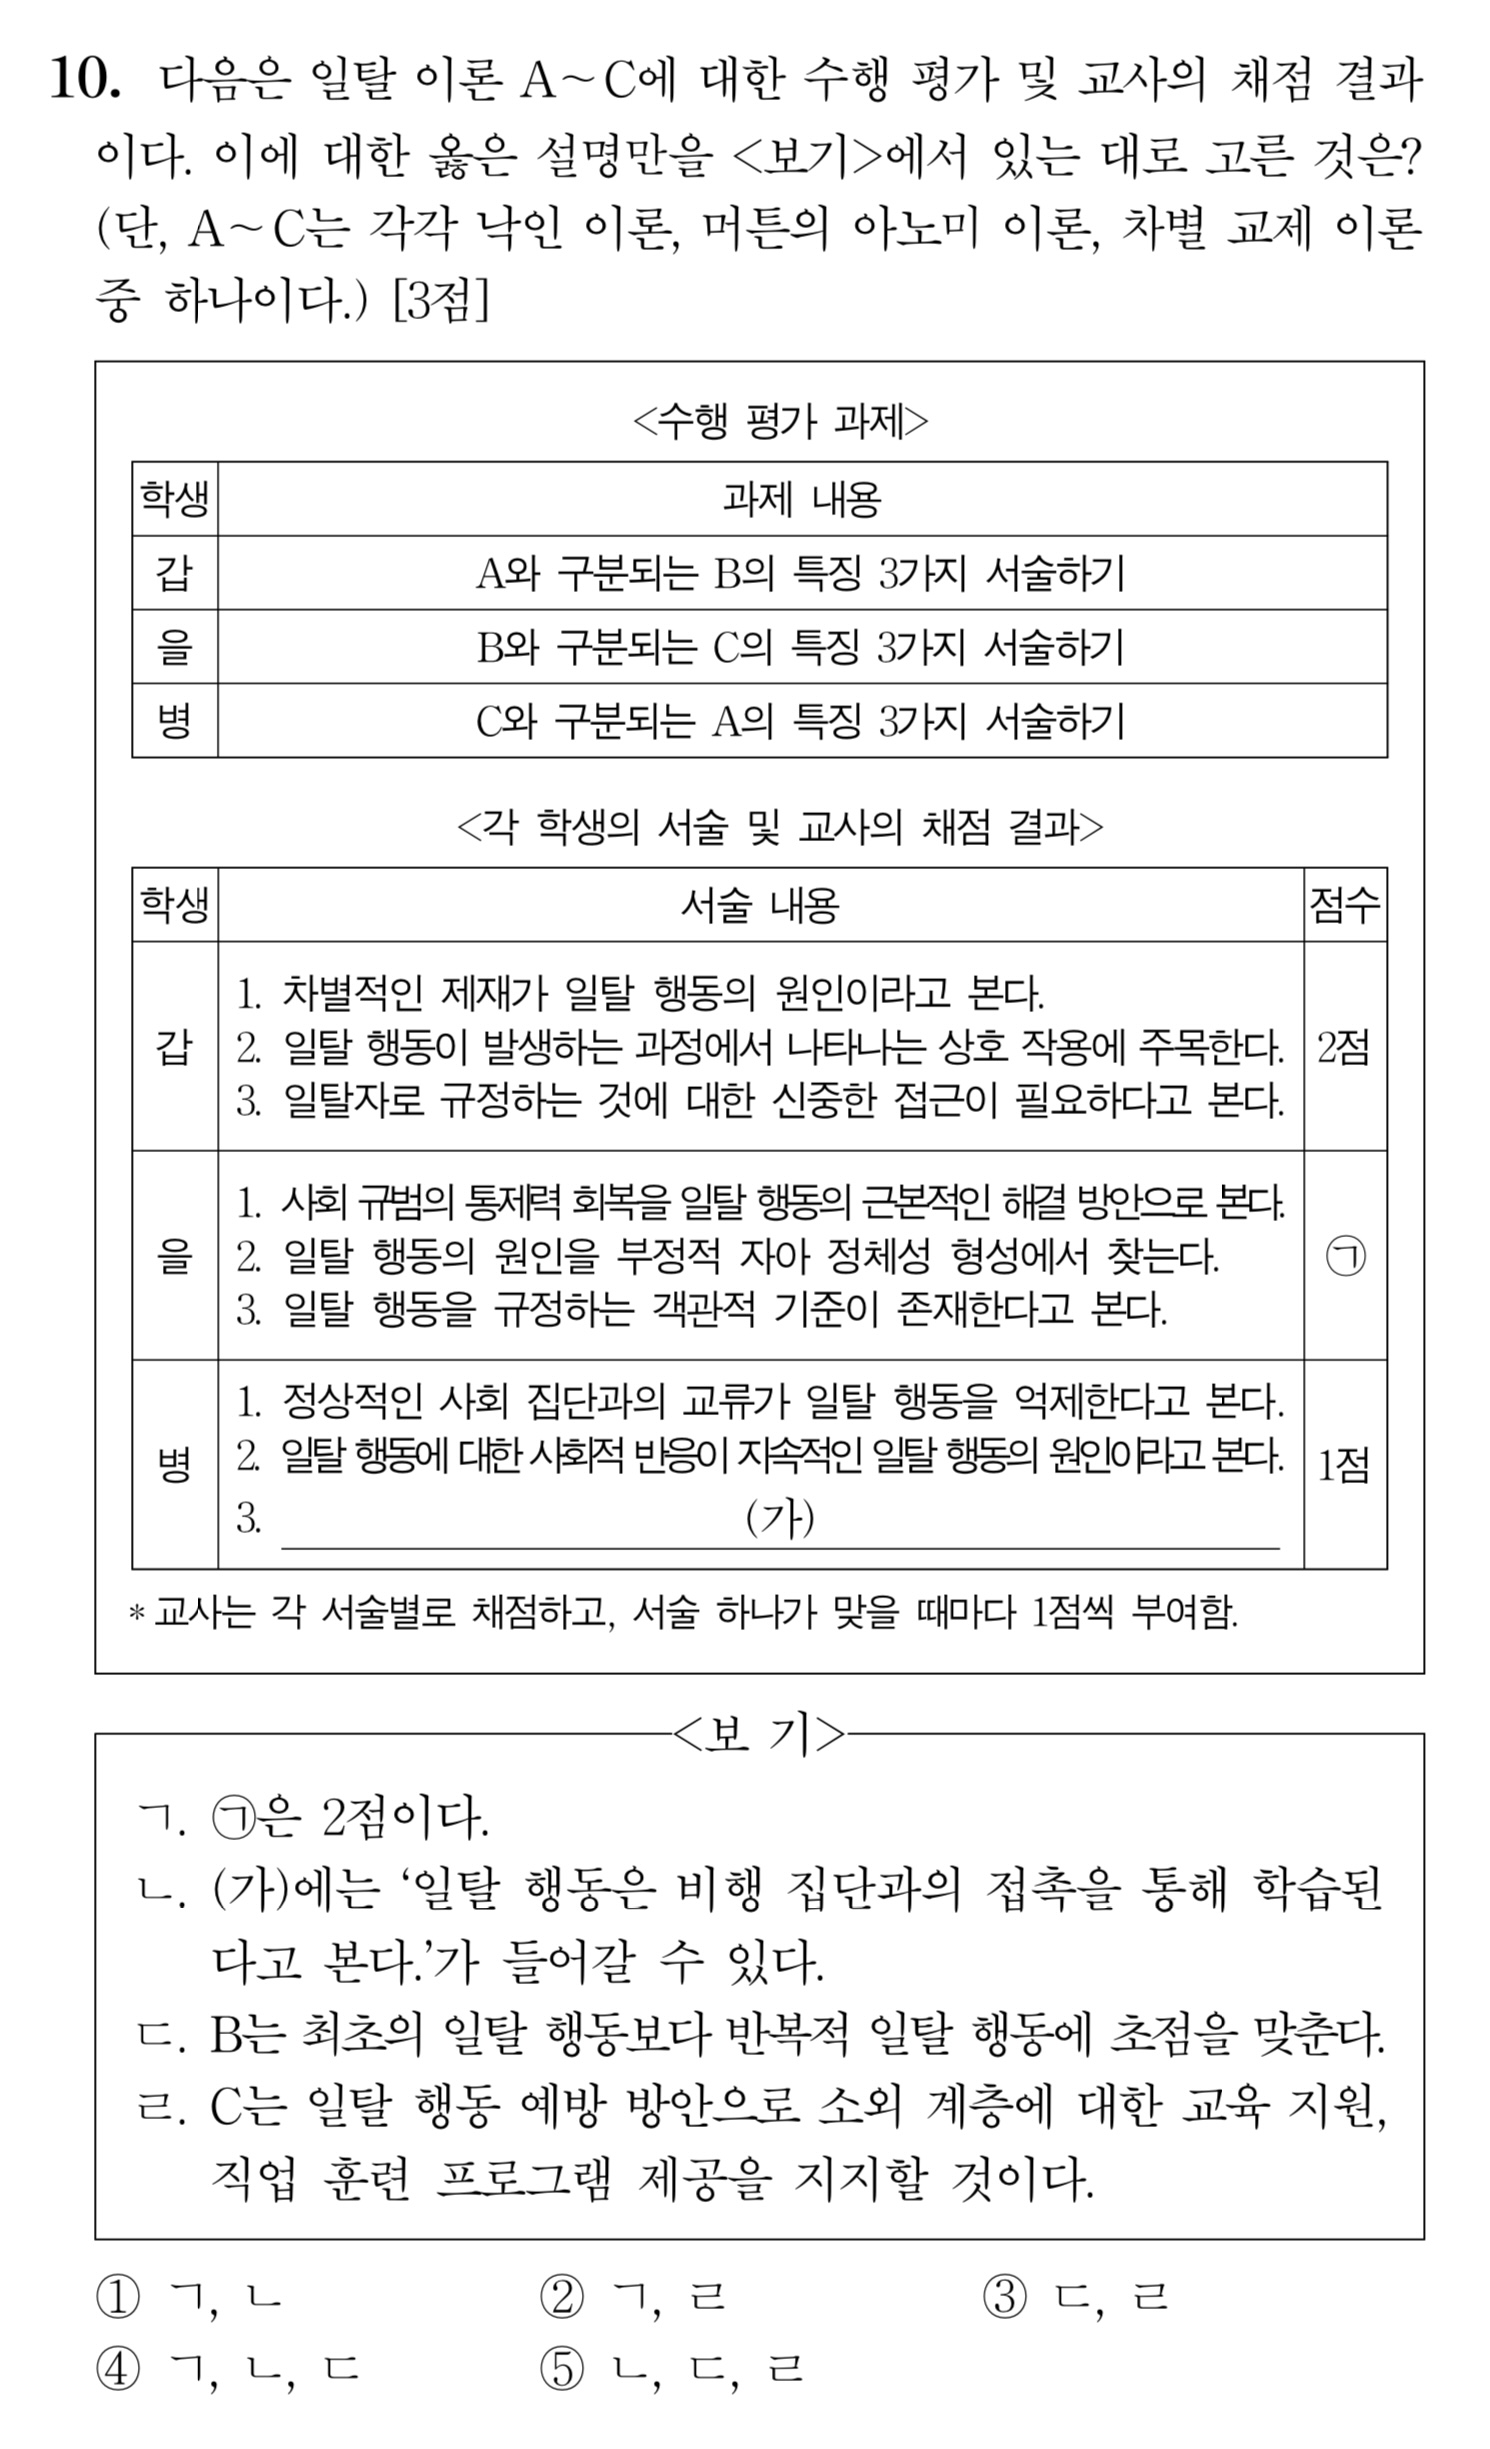 10. 다음은 일탈 이론 A～C에 대한 수행 평가 및 교사의 채점 결과
이다. 이에 대한 옳은 설명만을 <보기>에서 있는 대로 고른 것은?
(단, A～C는 각각 낙인 이론, 머튼의 아노미 이론, 차별 교제 이론
중 하나이다.) [3점]
<수행 평가 과제>
학생 과제 내용
갑 A와 구분되는 B의 특징 3가지 서술하기
을 B와 구분되는 C의 특징 3가지 서술하기
병 C와 구분되는 A의 특징 3가지 서술하기
<각 학생의 서술 및 교사의 채점 결과>
학생 서술 내용 점수
갑 1. 차별적인 제재가 일탈 행동의 원인이라고 본다.
2. 일탈 행동이 발생하는 과정에서 나타나는 상호 작용에 주목한다. 2점
3. 일탈자로 규정하는 것에 대한 신중한 접근이 필요하다고 본다.
을 1. 사회 규범의 통제력 회복을 일탈 행동의 근본적인 해결 방안으로 본다.
2. 일탈 행동의 원인을 부정적 자아 정체성 형성에서 찾는다. ㉠
3. 일탈 행동을 규정하는 객관적 기준이 존재한다고 본다.
병 1. 정상적인 사회 집단과의 교류가 일탈 행동을 억제한다고 본다.
2. 일탈 행동에 대한 사회적 반응이 지속적인 일탈 행동의 원인이라고 본다. 1점
3. (가)
* 교사는 각 서술별로 채점하고, 서술 하나가 맞을 때마다 1점씩 부여함.
<보 기>
ㄱ. ㉠은 2점이다.
ㄴ. (가)에는 ‘일탈 행동은 비행 집단과의 접촉을 통해 학습된
다고 본다.’가 들어갈 수 있다.
ㄷ. B는 최초의 일탈 행동보다 반복적 일탈 행동에 초점을 맞춘다.
ㄹ. C는 일탈 행동 예방 방안으로 소외 계층에 대한 교육 지원,
직업 훈련 프로그램 제공을 지지할 것이다.
① ㄱ, ㄴ ② ㄱ, ㄹ ③ ㄷ, ㄹ
④ ㄱ, ㄴ, ㄷ ⑤ ㄴ, ㄷ, ㄹ